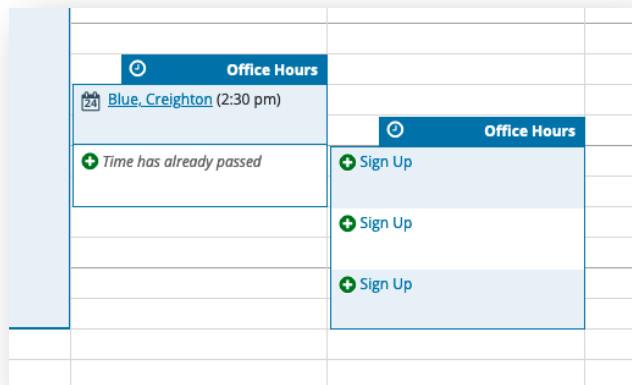 Office Hours
24 Blue, Creighton (2:30 pm)
Time has already passed
Office Hours
Sign Up
Sign Up
Sign Up